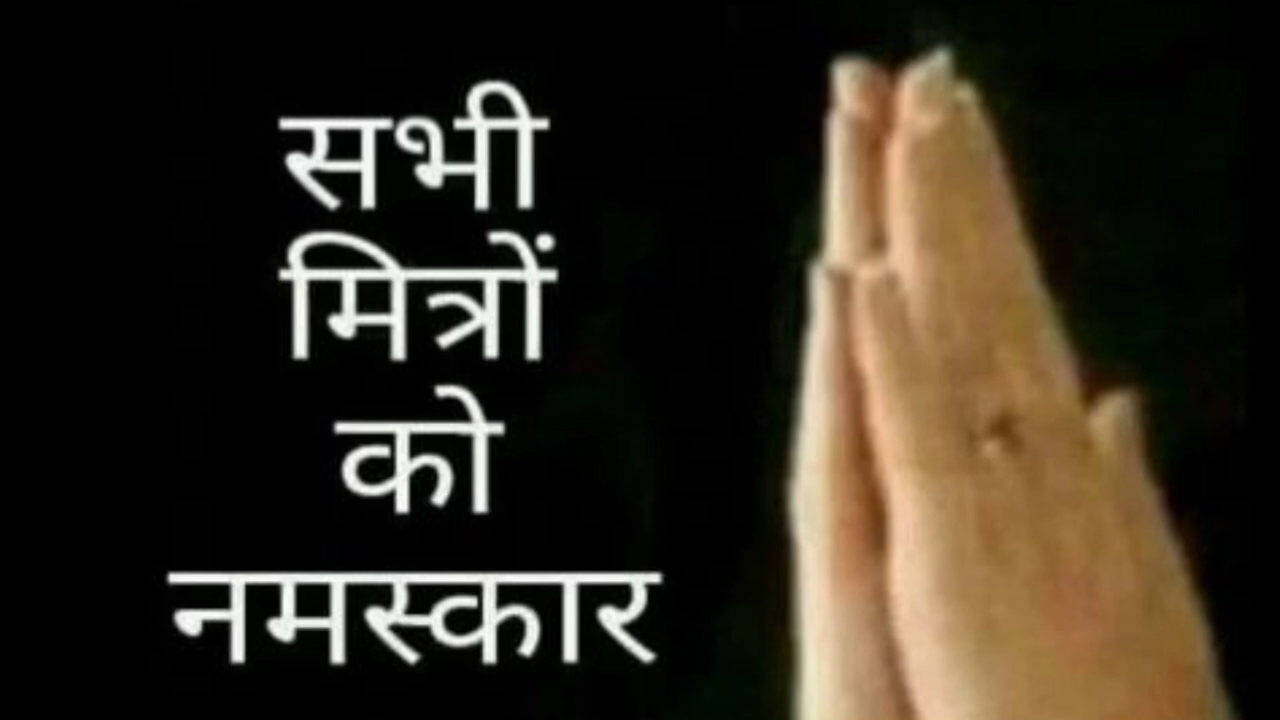 सभी
मित्रों
को
नमस्कार